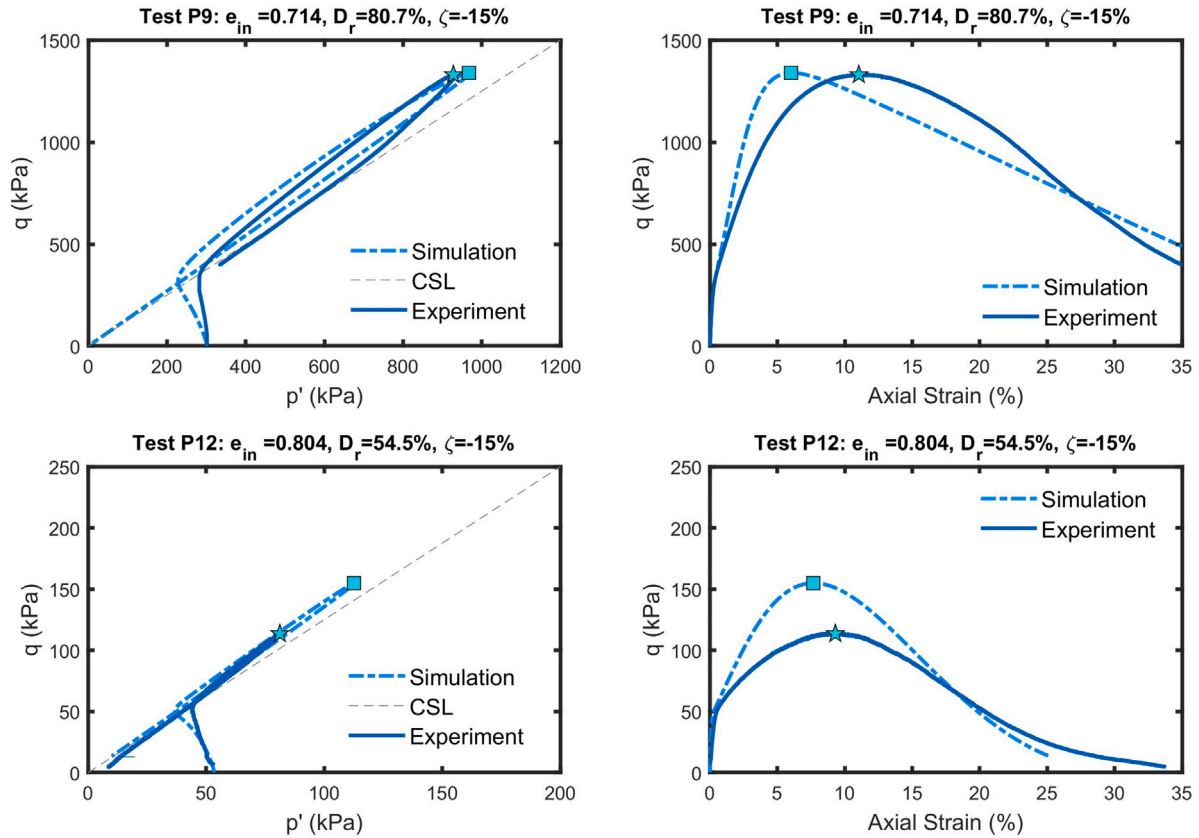 Test P9: e_in =0.714, D_r=80.7%, ζ=-15%
1500
1000
500
0
q (kPa)
Simulation
CSL
Experiment
0 200 400 600 800 1000 1200
p' (kPa)
Test P9: e_in =0.714, D_r=80.7%, ζ=-15%
1500
1000
500
0
q (kPa)
Simulation
Experiment
0 5 10 15 20 25 30 35
Axial Strain (%)
Test P12: e_in =0.804, D_r=54.5%, ζ=-15%
250
200
150
100
50
0
q (kPa)
Simulation
CSL
Experiment
0 50 100 150 200
p' (kPa)
Test P12: e_in =0.804, D_r=54.5%, ζ=-15%
250
200
150
100
50
0
q (kPa)
Simulation
Experiment
0 5 10 15 20 25 30 35
Axial Strain (%)